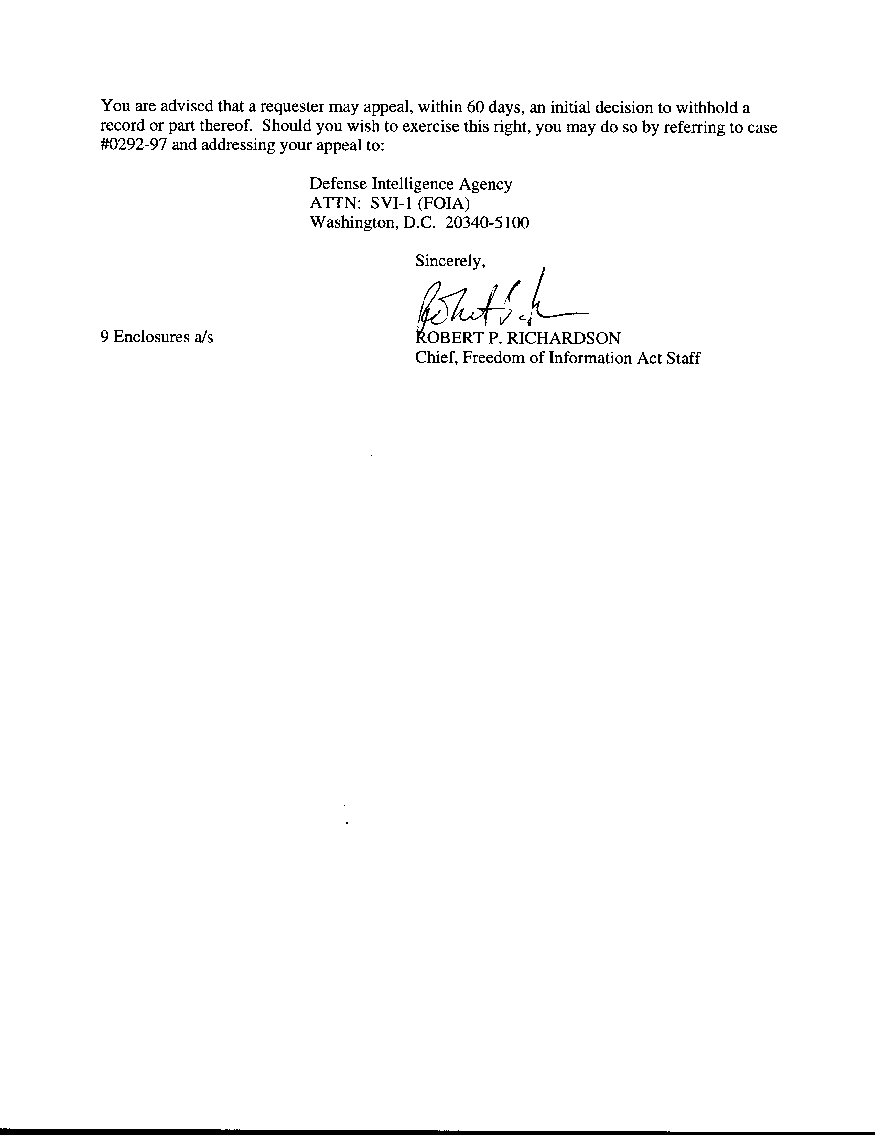 You are advised that a requester may appeal, within 60 days, an initial decision to withhold a
record or part thereof.  Should you wish to exercise this right, you may do so by referring to case
#0292-97 and addressing your appeal to:
Defense Intelligence Agency
ATTN:  SVI-1 (FOIA)
Washington, D.C.  20340-5100
Sincerely,
9 Enclosures a/s
ROBERT P. RICHARDSON
Chief, Freedom of Information Act Staff